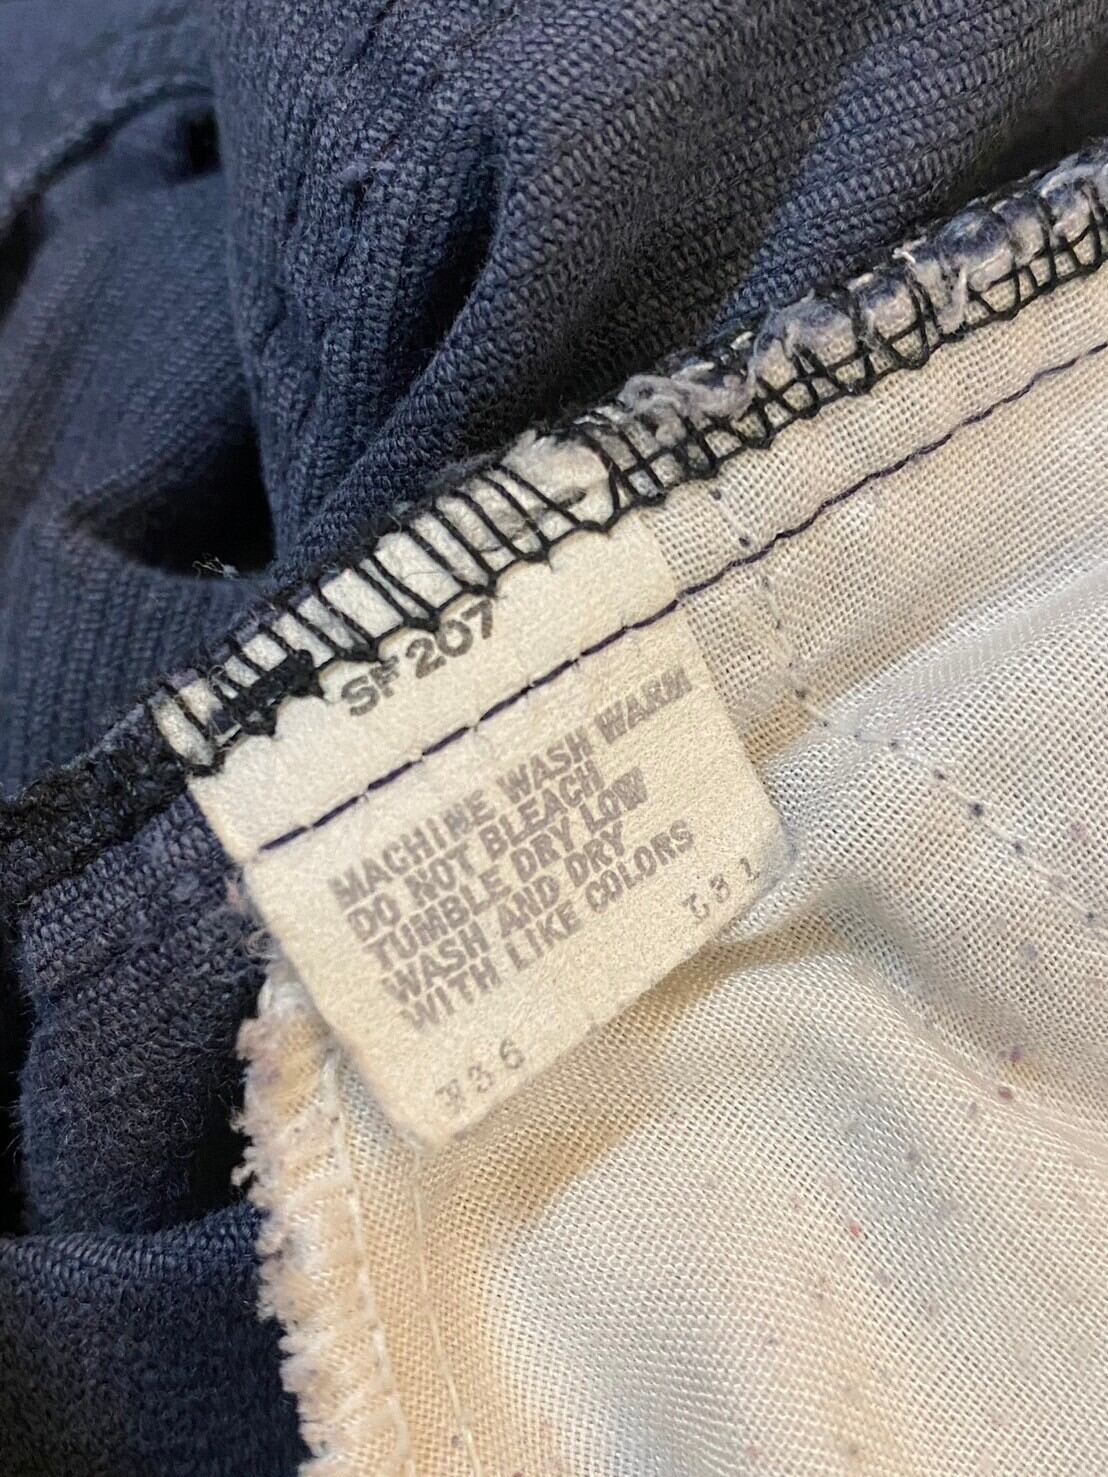 SF 207
MACHINE WASH WARM
DO NOT BLEACH
TUMBLE DRY LOW
WASH AND DRY
WITH LIKE COLORS
L31
W36